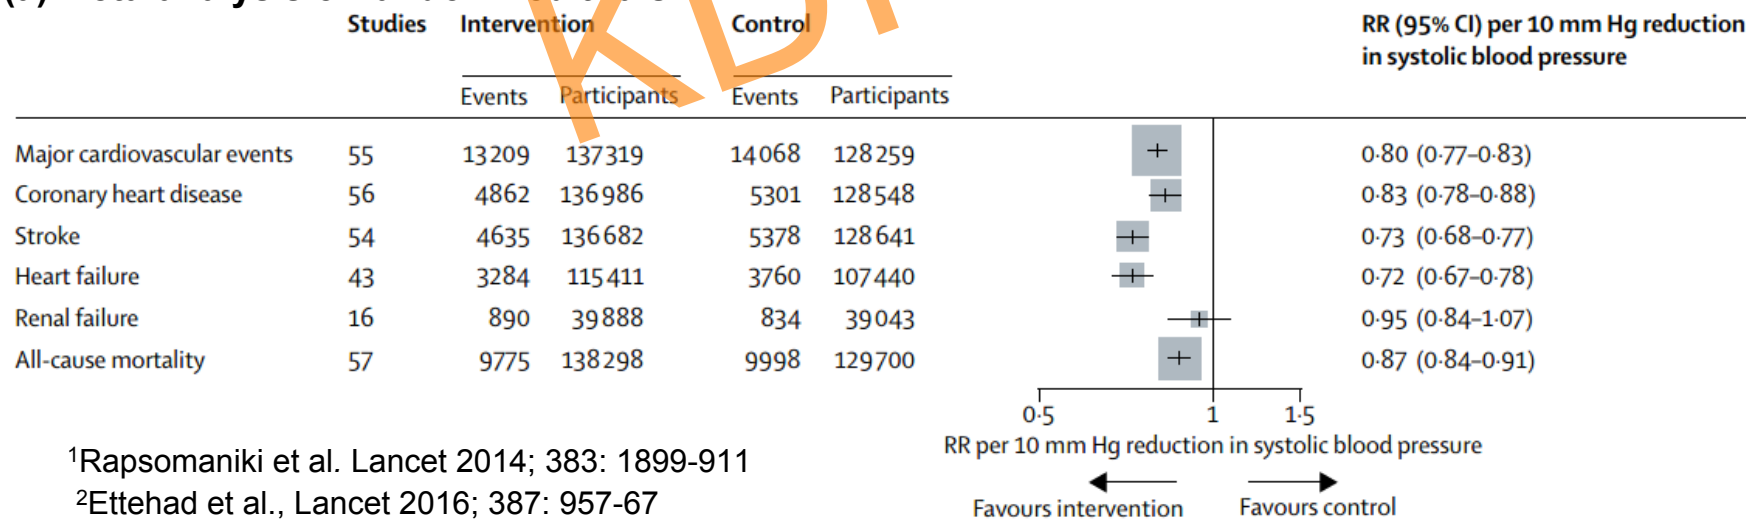 Studies Intervention Control RR (95% CI) per 10 mm Hg reduction
in systolic blood pressure
Events Participants Events Participants
Major cardiovascular events 55 13209 137319 14068 128259 0·80 (0·77–0·83)
Coronary heart disease 56 4862 136986 5301 128548 0·83 (0·78–0·88)
Stroke 54 4635 136682 5378 128641 0·73 (0·68–0·77)
Heart failure 43 3284 115411 3760 107440 0·72 (0·67–0·78)
Renal failure 16 890 39888 834 39043 0·95 (0·84–1·07)
All-cause mortality 57 9775 138298 9998 129700 0·87 (0·84–0·91)
0·5 1 1·5
RR per 10 mm Hg reduction in systolic blood pressure
Favours intervention Favours control
¹Rapsomaniki et al. Lancet 2014; 383: 1899-911
²Ettehad et al., Lancet 2016; 387: 957-67